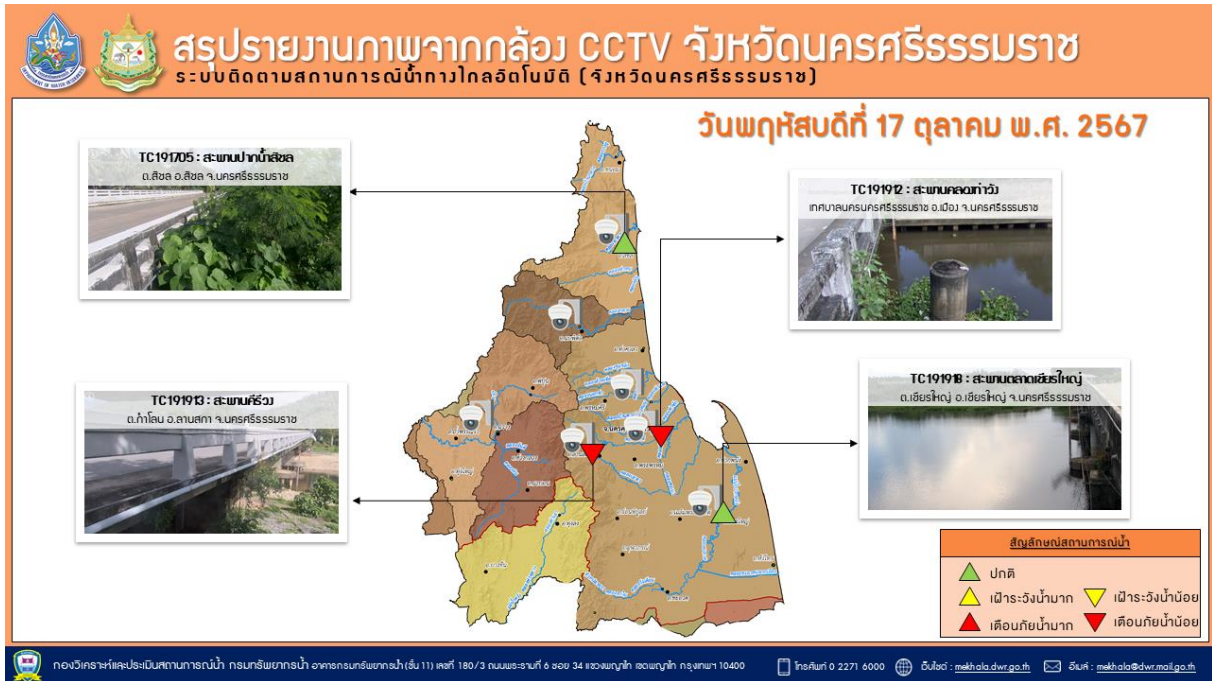 สรุปรายงานภาพจากกล้อง CCTV จังหวัดนครศรีธรรมราช
ระบบติดตามสถานการณ์น้ำทางไกลอัตโนมัติ (จังหวัดนครศรีธรรมราช)
วันพฤหัสบดีที่ 17 ตุลาคม พ.ศ. 2567
TC191705 : สะพานปากน้ำสิชล
ต.สิชล อ.สิชล จ.นครศรีธรรมราช
TC191912 : สะพานคลองท่าวัง
เทศบาลนครนครศรีธรรมราช อ.เมือง จ.นครศรีธรรมราช
TC191913 : สะพานคีรีวง
ต.กำโลน อ.ลานสกา จ.นครศรีธรรมราช
TC191918 : สะพานตลาดเชียรใหญ่
ต.เชียรใหญ่ อ.เชียรใหญ่ จ.นครศรีธรรมราช
สัญลักษณ์สถานการณ์น้ำ
ปกติ
เฝ้าระวังน้ำมาก เฝ้าระวังน้ำน้อย
เตือนภัยน้ำมาก เตือนภัยน้ำน้อย
กองวิเคราะห์และประเมินสถานการณ์น้ำ กรมทรัพยากรน้ำ อาคารกรมทรัพยากรน้ำ (ชั้น 11) เลขที่ 180/3 ถนนพระรามที่ 6 ซอย 34 แขวงพญาไท เขตพญาไท กรุงเทพฯ 10400 โทรศัพท์ 0 2271 6000 เว็บไซต์ : mekhala.dwr.go.th อีเมล์ : mekhala@dwr.mail.go.th